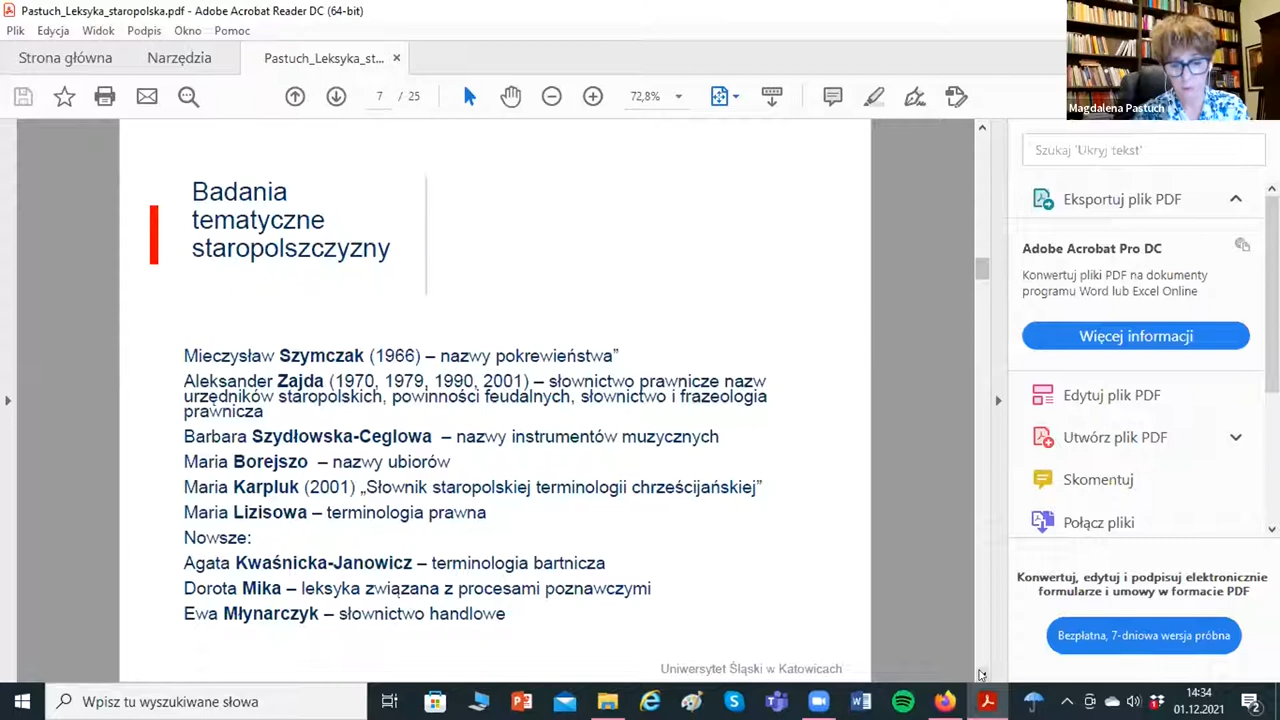 Pastuch_Leksyka_staropolska.pdf - Adobe Acrobat Reader DC (64-bit)
Plik Edycja Widok Podpis Okno Pomoc
Strona główna Narzędzia Pastuch_Leksyka_st... ×
7 / 25 72,8%
Magdalena Pastuch
Badania
tematyczne
staropolszczyzny
Mieczysław Szymczak (1966) – nazwy pokrewieństwa”
Aleksander Zajda (1970, 1979, 1990, 2001) – słownictwo prawnicze nazw
urzędników staropolskich, powinności feudalnych, słownictwo i frazeologia
prawnicza
Barbara Szydłowska-Ceglowa – nazwy instrumentów muzycznych
Maria Borejszo – nazwy ubiorów
Maria Karpluk (2001) „Słownik staropolskiej terminologii chrześcijańskiej”
Maria Lizisowa – terminologia prawna
Nowsze:
Agata Kwaśnicka-Janowicz – terminologia bartnicza
Dorota Mika – leksyka związana z procesami poznawczymi
Ewa Młynarczyk – słownictwo handlowe
Uniwersytet Śląski w Katowicach
Szukaj 'Ukryj tekst'
Eksportuj plik PDF
Adobe Acrobat Pro DC
Konwertuj pliki PDF na dokumenty
programu Word lub Excel Online
Więcej informacji
Edytuj plik PDF
Utwórz plik PDF
Skomentuj
Połącz pliki
Konwertuj, edytuj i podpisuj elektronicznie
formularze i umowy w formacie PDF
Bezpłatna, 7-dniowa wersja próbna
Wpisz tu wyszukiwane słowa
14:34
01.12.2021
2